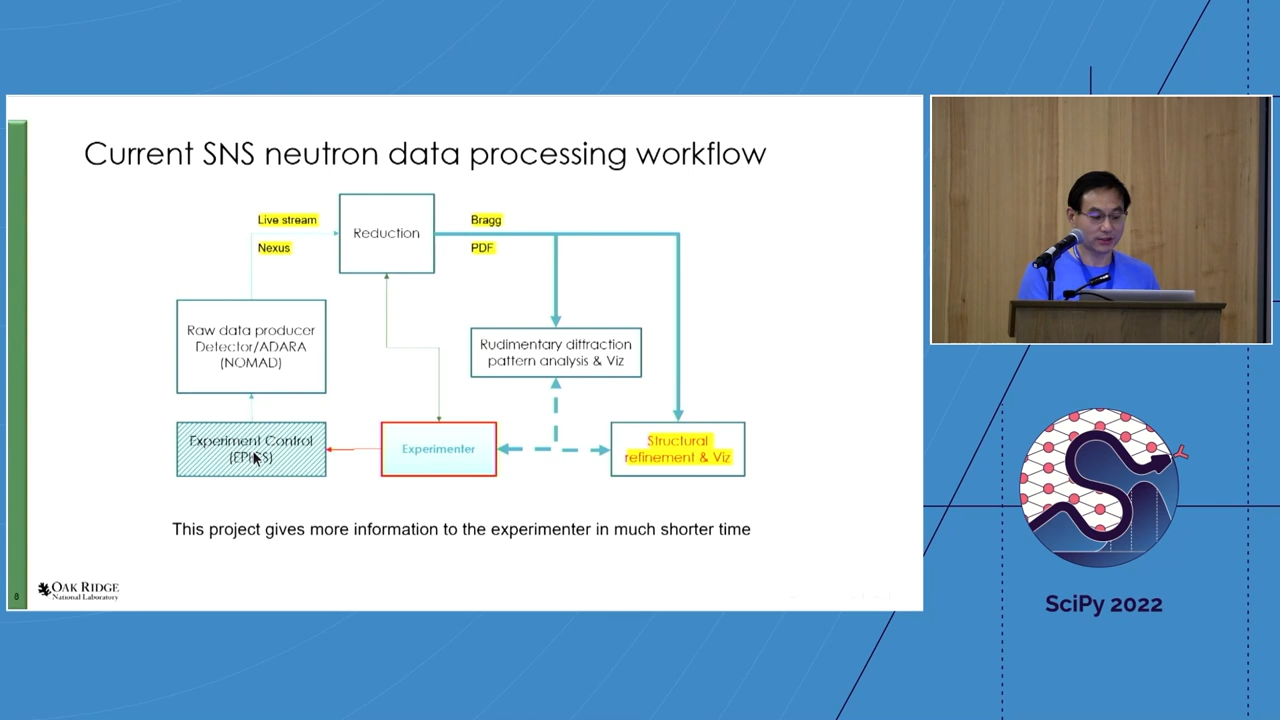 Current SNS neutron data processing workflow
Live stream
Nexus
Reduction
Bragg
PDF
Raw data producer
Detector/ADARA
(NOMAD)
Rudimentary diffraction
pattern analysis & Viz
Experiment Control
(EPICS)
Experimenter
Structural
refinement & Viz
This project gives more information to the experimenter in much shorter time
8
OAK RIDGE
National Laboratory
SciPy 2022